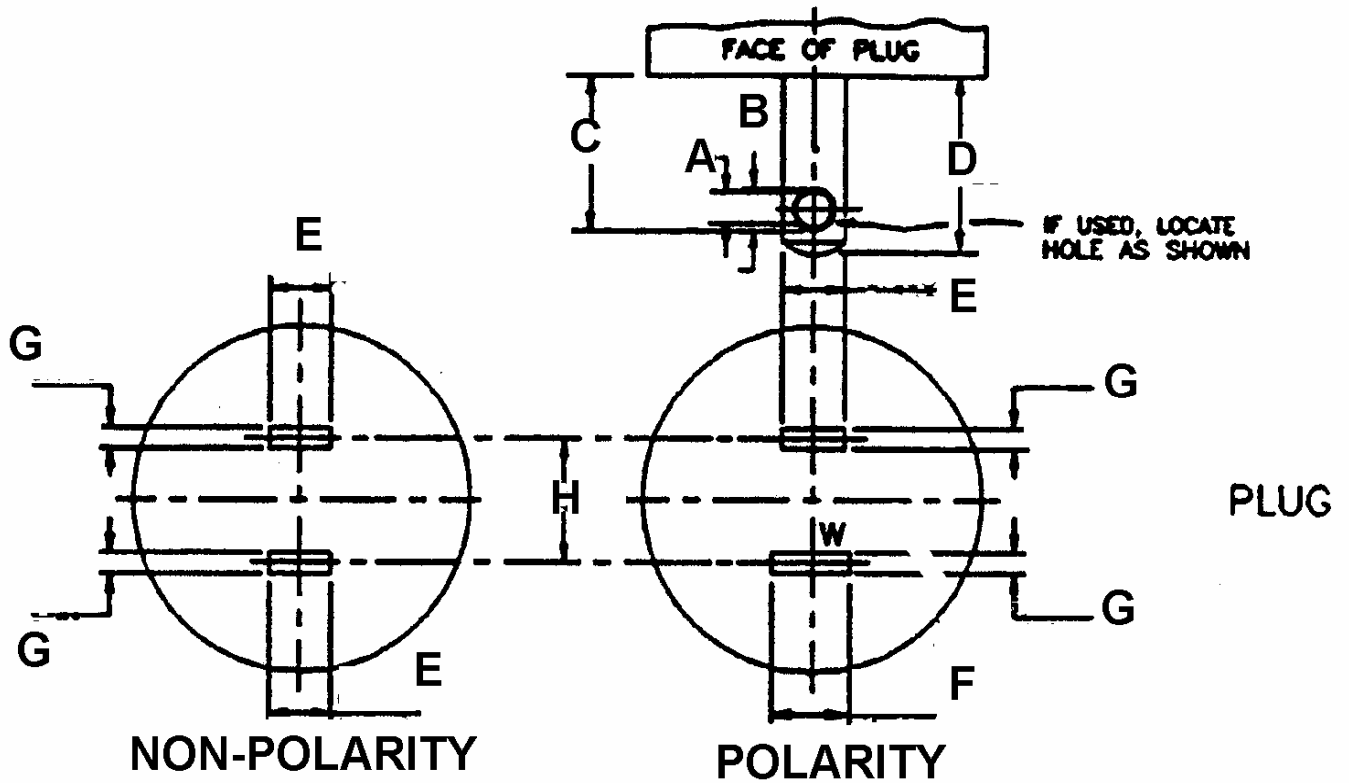 FACE OF PLUG
B
C
A
D
IF USED, LOCATE
HOLE AS SHOWN
E
E
G
G
H
PLUG
W
G
G
E
F
NON-POLARITY
POLARITY